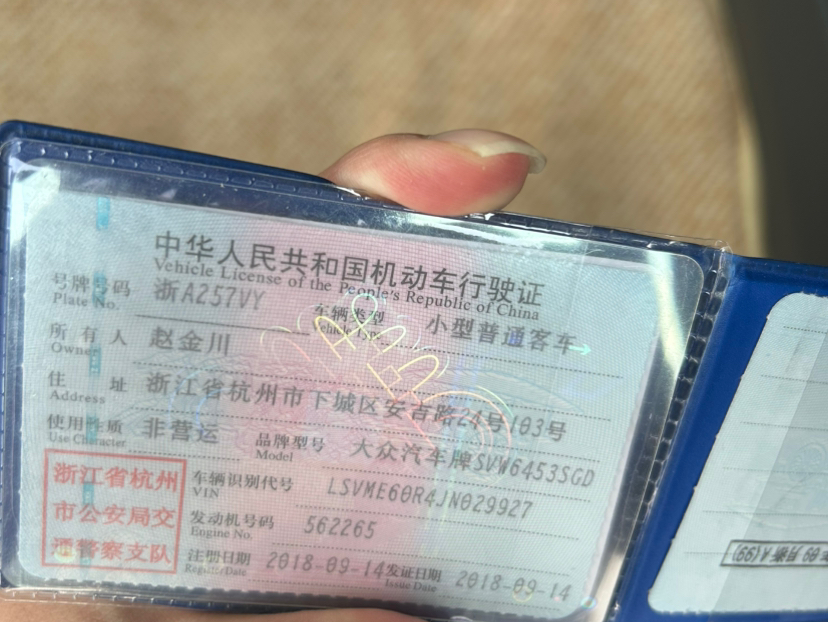 中华人民共和国机动车行驶证
Vehicle License of the People's Republic of China
号牌号码 浙A257VY 车辆类型 小型普通客车
Plate No. Vehicle Type
所有人 赵金川
Owner
住址 浙江省杭州市下城区安吉路24号103号
Address
使用性质 非营运 品牌型号 大众汽车牌SVW6453SGD
Use Character Model
浙江省杭州
市公安局交
通警察支队
车辆识别代号 LSVME60R4JN029927
VIN
发动机号码 562265
Engine No.
注册日期 2018-09-14 发证日期 2018-09-14
Register Date Issue Date